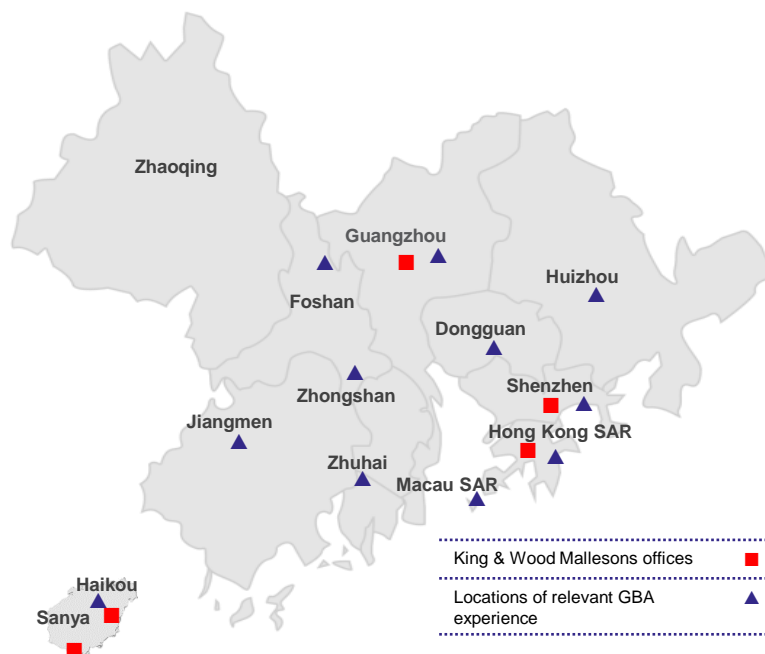 Zhaoqing
Guangzhou
Huizhou
Foshan
Dongguan
Shenzhen
Zhongshan
Jiangmen
Hong Kong SAR
Zhuhai
Macau SAR
King & Wood Mallesons offices
Haikou
Locations of relevant GBA
experience
Sanya